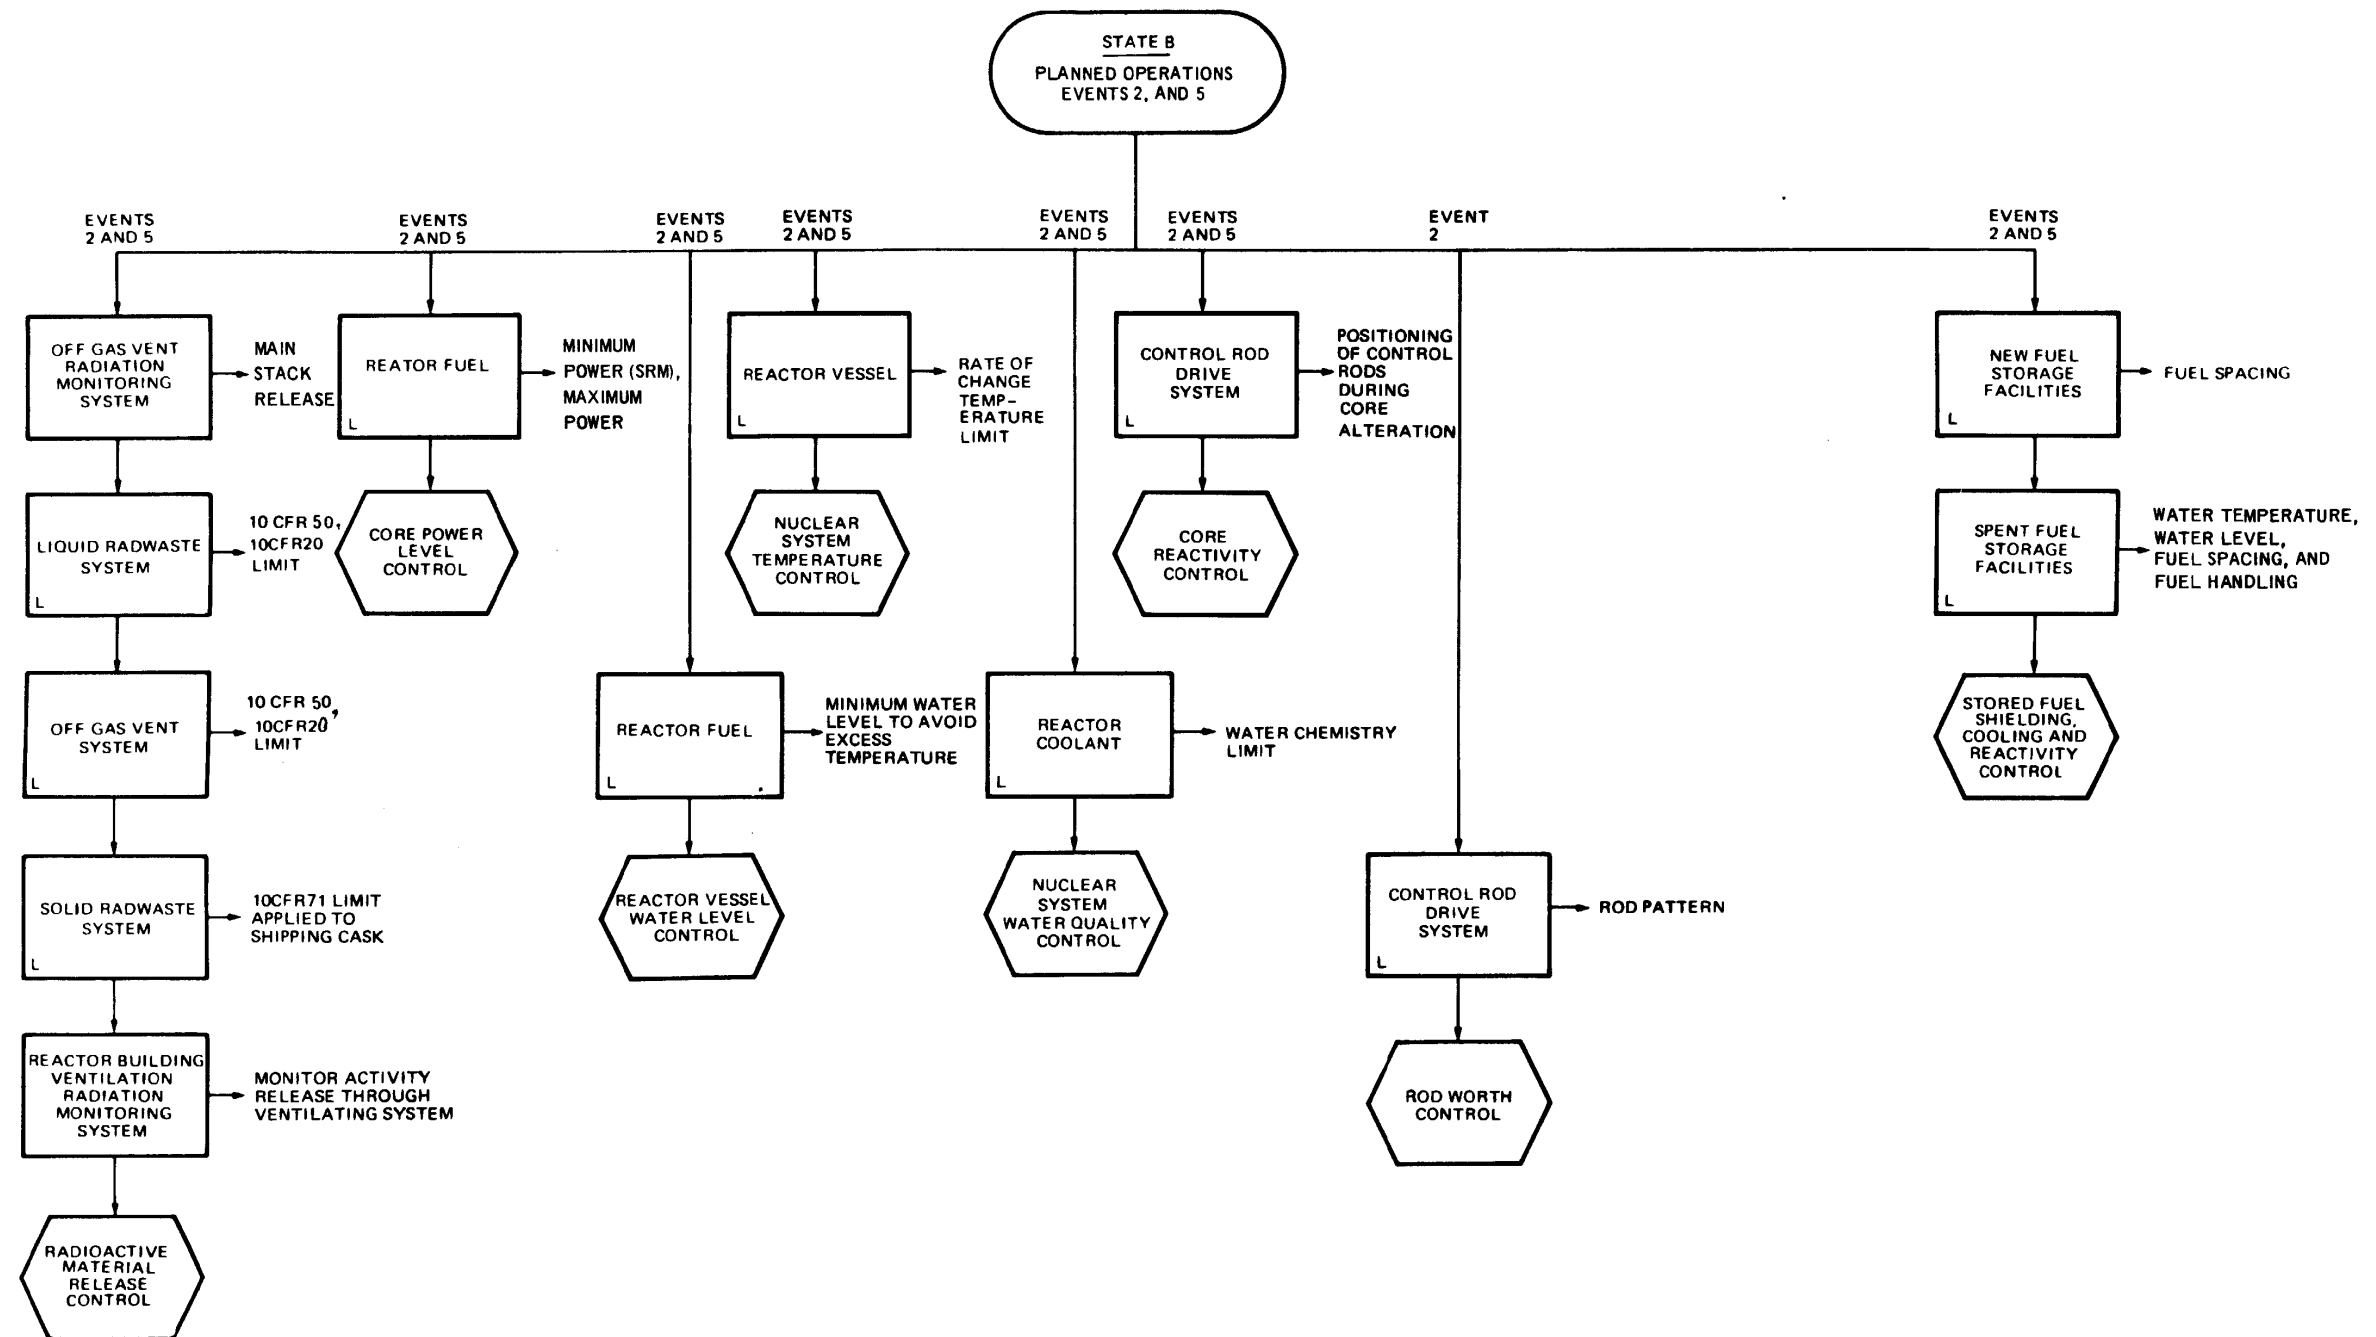 STATE B
PLANNED OPERATIONS
EVENTS 2, AND 5
EVENTS
2 AND 5
EVENTS
2 AND 5
EVENTS
2 AND 5
EVENTS
2 AND 5
EVENTS
2 AND 5
EVENTS
2 AND 5
EVENT
2
EVENTS
2 AND 5
OFF GAS VENT
RADIATION
MONITORING
SYSTEM
MAIN
STACK
RELEASE
LIQUID RADWASTE
SYSTEM
L
10 CFR 50,
10CFR20
LIMIT
OFF GAS VENT
SYSTEM
L
10 CFR 50,
10CFR20
LIMIT
SOLID RADWASTE
SYSTEM
L
10CFR71 LIMIT
APPLIED TO
SHIPPING CASK
REACTOR BUILDING
VENTILATION
RADIATION
MONITORING
SYSTEM
MONITOR ACTIVITY
RELEASE THROUGH
VENTILATING SYSTEM
RADIOACTIVE
MATERIAL
RELEASE
CONTROL
REATOR FUEL
L
MINIMUM
POWER (SRM),
MAXIMUM
POWER
CORE POWER
LEVEL
CONTROL
REACTOR FUEL
L
MINIMUM WATER
LEVEL TO AVOID
EXCESS
TEMPERATURE
REACTOR VESSEL
WATER LEVEL
CONTROL
REACTOR VESSEL
L
RATE OF
CHANGE
TEMP-
ERATURE
LIMIT
NUCLEAR
SYSTEM
TEMPERATURE
CONTROL
REACTOR
COOLANT
L
WATER CHEMISTRY
LIMIT
NUCLEAR
SYSTEM
WATER QUALITY
CONTROL
CONTROL ROD
DRIVE
SYSTEM
L
POSITIONING
OF CONTROL
RODS
DURING
CORE
ALTERATION
CORE
REACTIVITY
CONTROL
CONTROL ROD
DRIVE
SYSTEM
L
ROD PATTERN
ROD WORTH
CONTROL
NEW FUEL
STORAGE
FACILITIES
L
FUEL SPACING
SPENT FUEL
STORAGE
FACILITIES
L
WATER TEMPERATURE,
WATER LEVEL,
FUEL SPACING, AND
FUEL HANDLING
STORED FUEL
SHIELDING,
COOLING AND
REACTIVITY
CONTROL